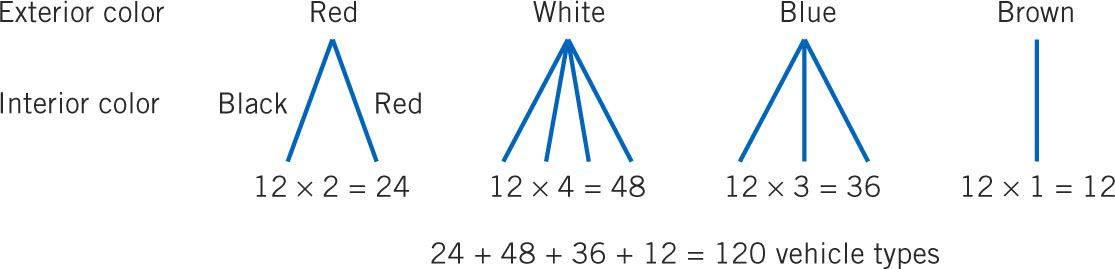 Exterior color Red White Blue Brown
Interior color Black Red
12 × 2 = 24 12 × 4 = 48 12 × 3 = 36 12 × 1 = 12
24 + 48 + 36 + 12 = 120 vehicle types